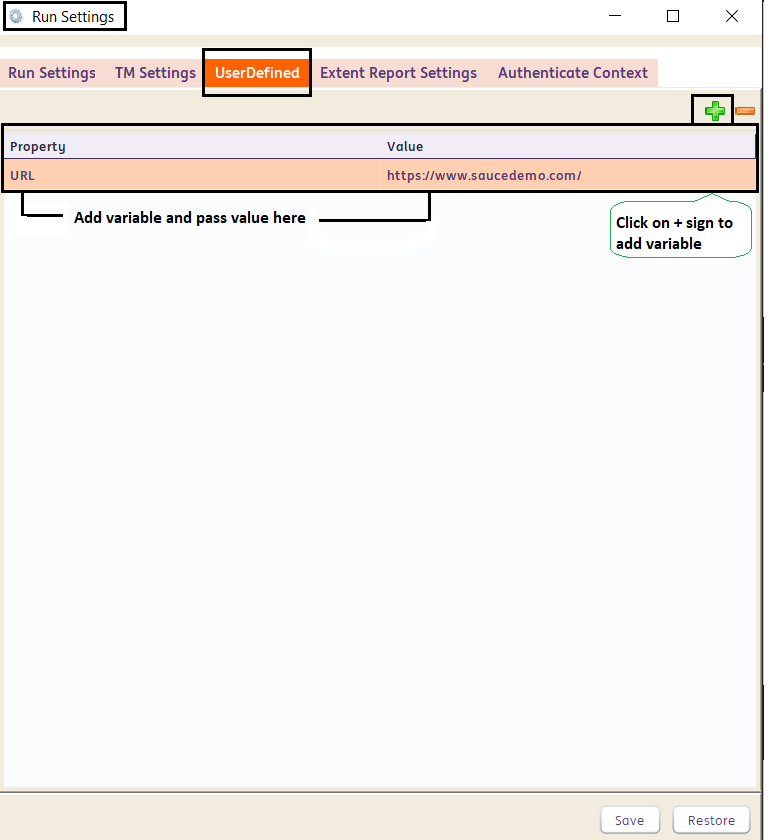 Run Settings
Run Settings TM Settings UserDefined Extent Report Settings Authenticate Context
Property Value
URL https://www.saucedemo.com/
Add variable and pass value here
Click on + sign to
add variable
Save Restore